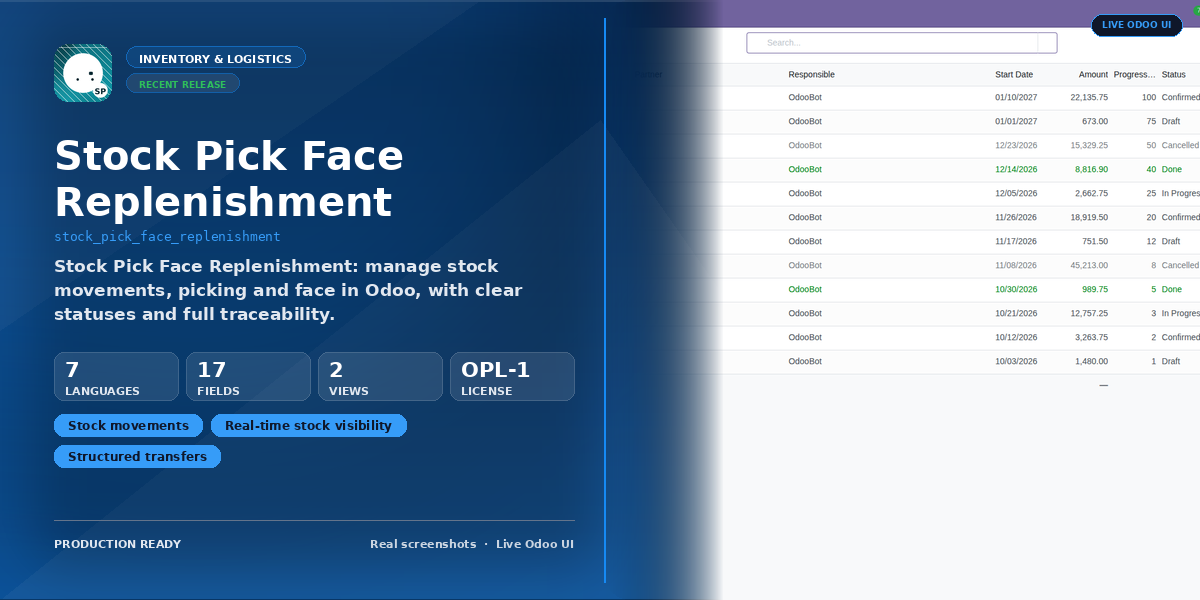 SP
INVENTORY & LOGISTICS
RECENT RELEASE
Stock Pick Face
Replenishment
stock_pick_face_replenishment
Stock Pick Face Replenishment: manage stock
movements, picking and face in Odoo, with clear
statuses and full traceability.
7 17 2 OPL-1
LANGUAGES FIELDS VIEWS LICENSE
Stock movements Real-time stock visibility
Structured transfers
PRODUCTION READY Real screenshots · Live Odoo UI
LIVE ODOO UI
Search...
Responsible Start Date Amount Progress... Status
OdooBot 01/10/2027 22,135.75 100 Confirmed
OdooBot 01/01/2027 673.00 75 Draft
OdooBot 12/23/2026 15,329.25 50 Cancelled
OdooBot 12/14/2026 8,816.90 40 Done
OdooBot 12/05/2026 2,662.75 25 In Progres
OdooBot 11/26/2026 18,919.50 20 Confirmed
OdooBot 11/17/2026 751.50 12 Draft
OdooBot 11/08/2026 45,213.00 8 Cancelled
OdooBot 10/30/2026 989.75 5 Done
OdooBot 10/21/2026 12,757.25 3 In Progres
OdooBot 10/12/2026 3,263.75 2 Confirmed
OdooBot 10/03/2026 1,480.00 1 Draft
—